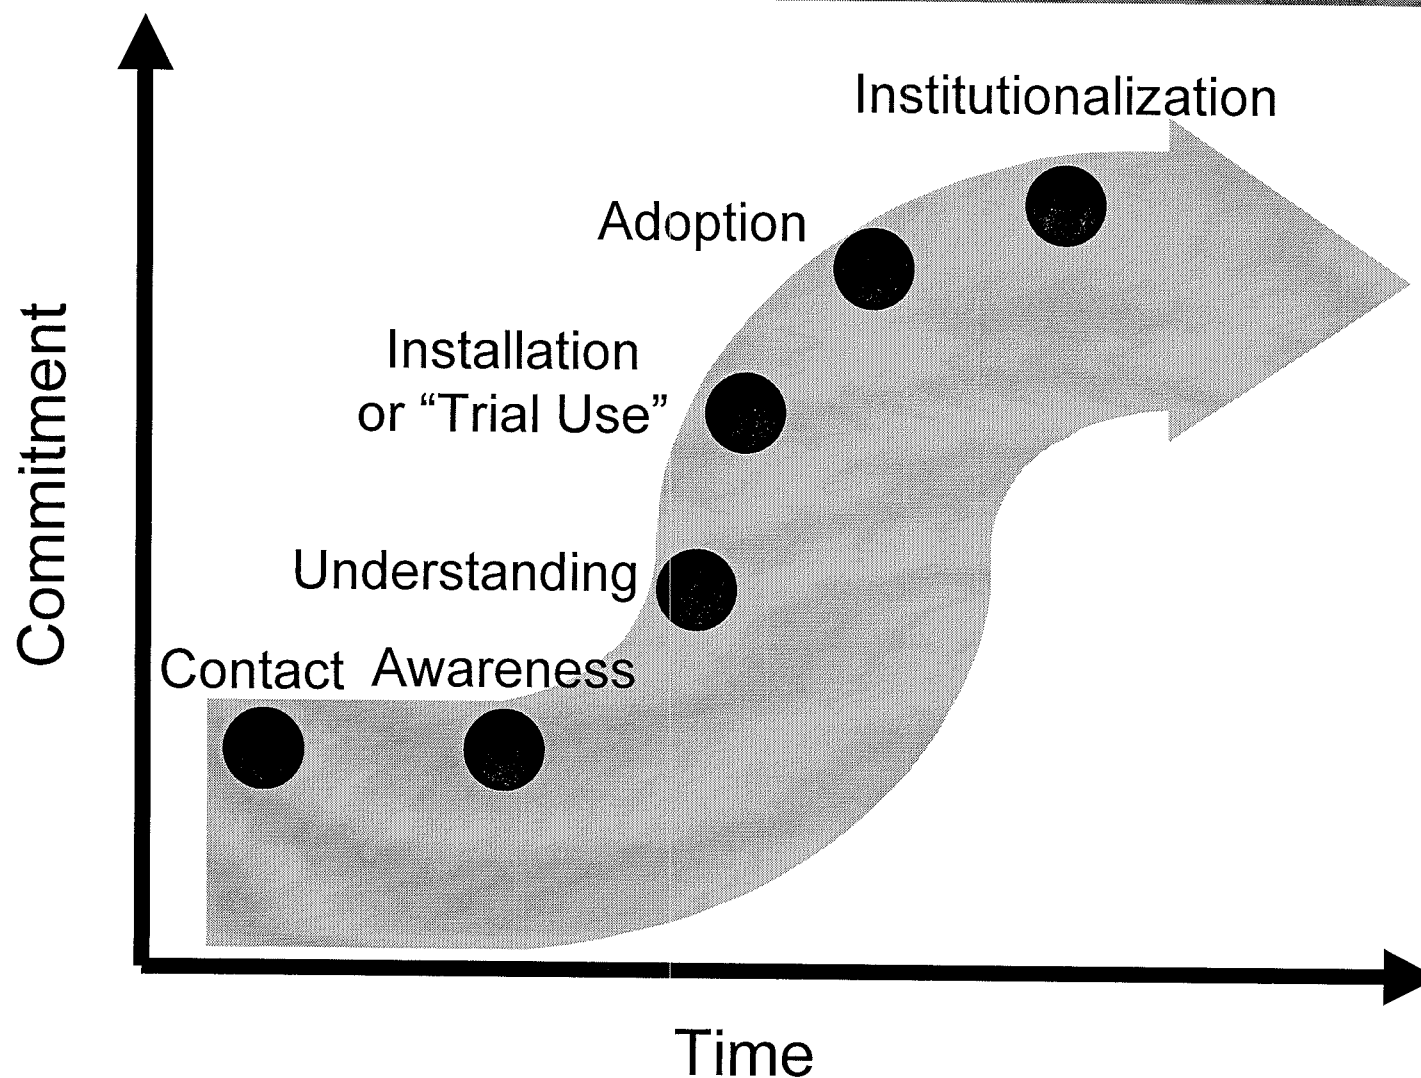 Institutionalization
Adoption
Installation
or “Trial Use”
Understanding
Contact Awareness
Commitment
Time